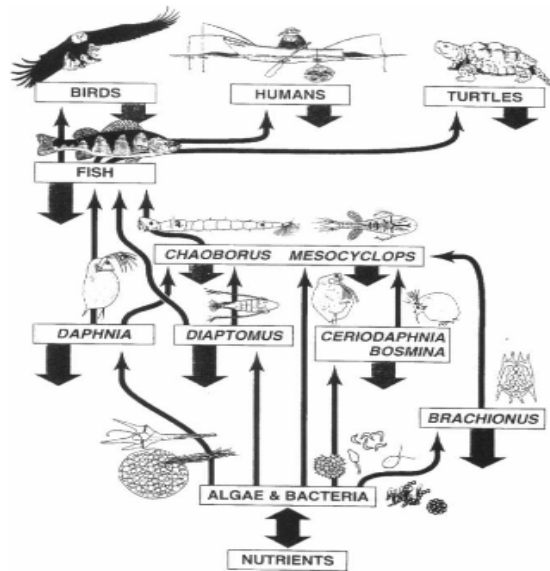 BIRDS
HUMANS
TURTLES
FISH
CHAOBORUS MESOCYCLOPS
DAPHNIA
DIAPTOMUS
CERIODAPHNIA
BOSMINA
BRACHIONUS
ALGAE & BACTERIA
NUTRIENTS